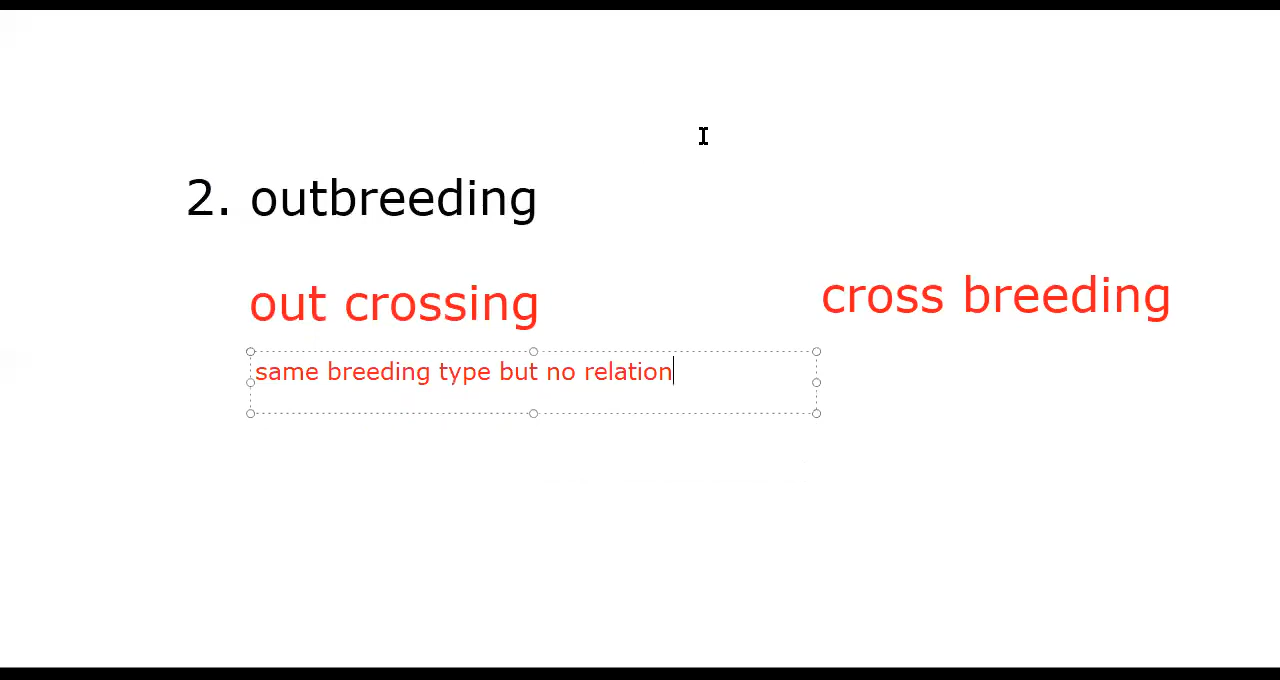 2. outbreeding
out crossing
cross breeding
same breeding type but no relation